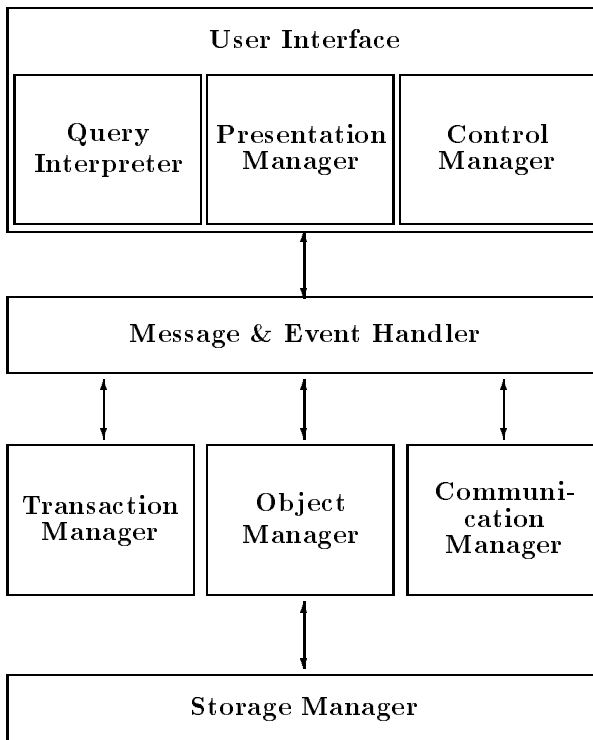 User Interface
Query
Interpreter
Presentation
Manager
Control
Manager
Message & Event Handler
Transaction
Manager
Object
Manager
Communi-
cation
Manager
Storage Manager